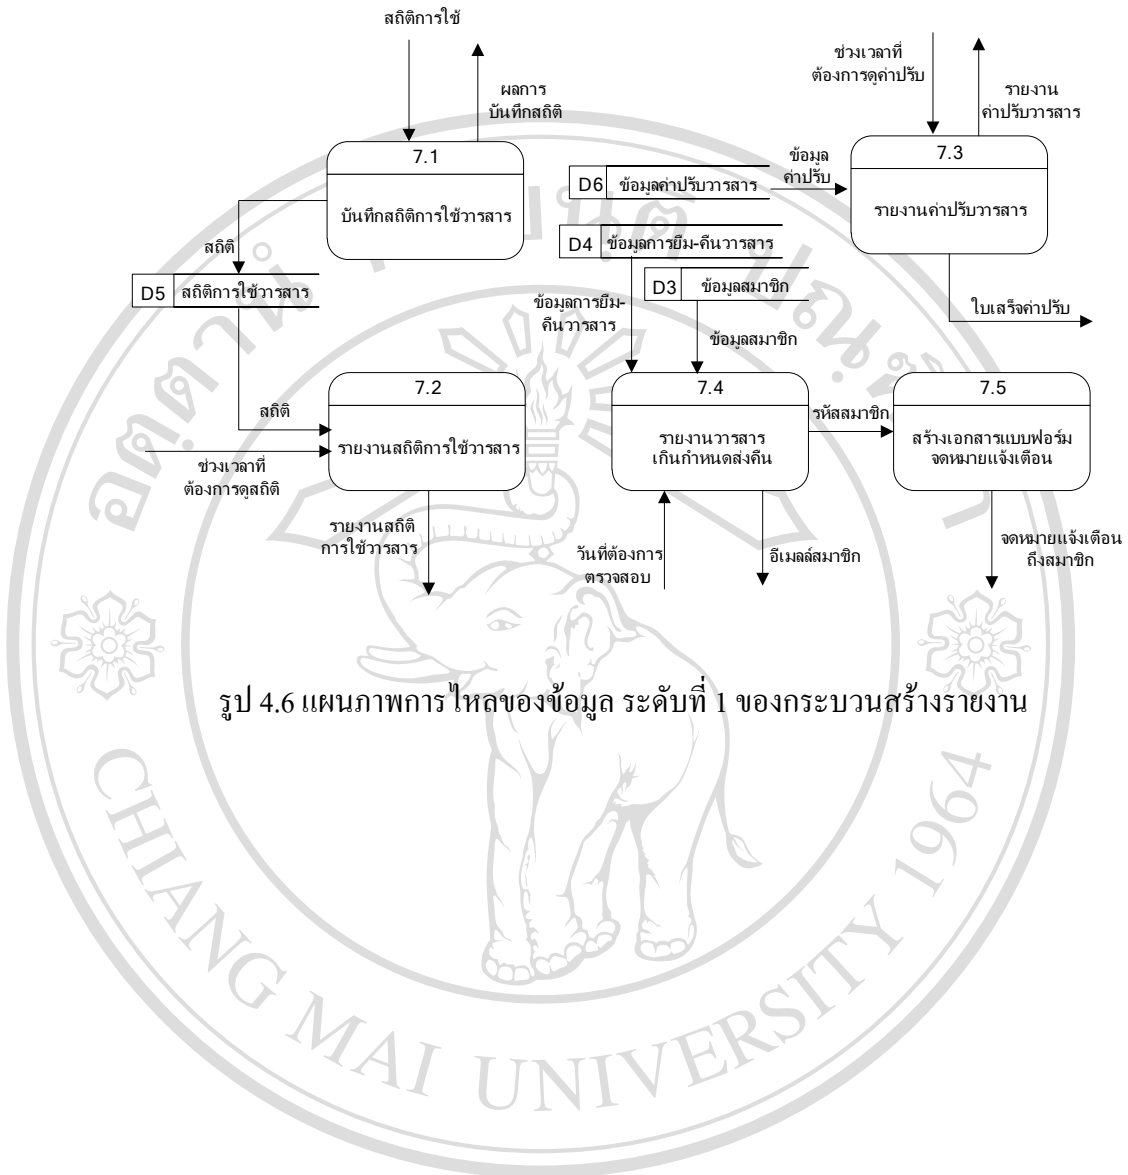 สถิติการใช้
ผลการ
บันทึกสถิติ
ช่วงเวลาที่
ต้องการดูค่าปรับ
รายงาน
ค่าปรับวารสาร
7.1
บันทึกสถิติการใช้วารสาร
D6 ข้อมูลค่าปรับวารสาร
ข้อมูล
ค่าปรับ
7.3
รายงานค่าปรับวารสาร
สถิติ
D4 ข้อมูลการยืม-คืนวารสาร
D5 สถิติการใช้วารสาร
D3 ข้อมูลสมาชิก
ข้อมูลการยืม-
คืนวารสาร
ข้อมูลสมาชิก
ใบเสร็จค่าปรับ
7.2
รายงานสถิติการใช้วารสาร
สถิติ
ช่วงเวลาที่
ต้องการดูสถิติ
7.4
รายงานวารสาร
เกินกำหนดส่งคืน
รหัสสมาชิก
7.5
สร้างเอกสารแบบฟอร์ม
จดหมายแจ้งเตือน
รายงานสถิติ
การใช้วารสาร
วันที่ต้องการ
ตรวจสอบ
อีเมลล์สมาชิก
จดหมายแจ้งเตือน
ถึงสมาชิก
รูป 4.6 แผนภาพการไหลของข้อมูล ระดับที่ 1 ของกระบวนสร้างรายงาน
CHIANG MAI UNIVERSITY 1964